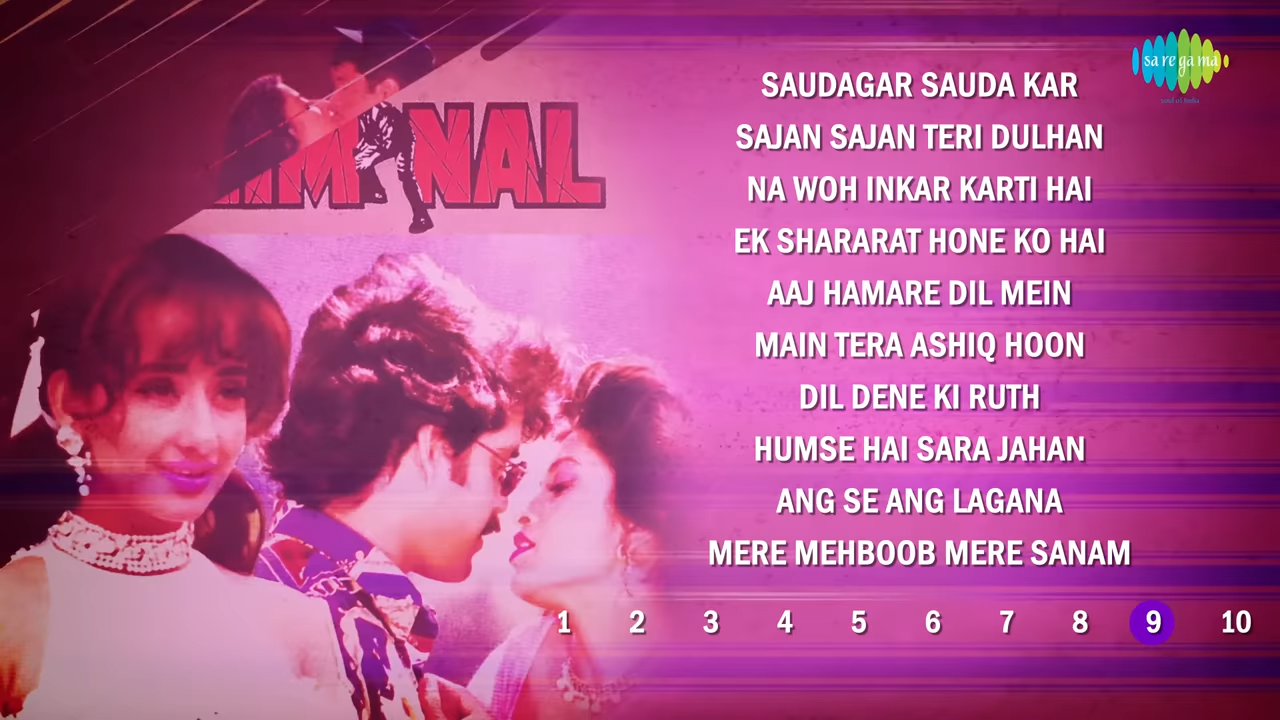 SAUDAGAR SAUDA KAR
SAJAN SAJAN TERI DULHAN
NA WOH INKAR KARTI HAI
EK SHARARAT HONE KO HAI
AAJ HAMARE DIL MEIN
MAIN TERA ASHIQ HOON
DIL DENE KI RUTH
HUMSE HAI SARA JAHAN
ANG SE ANG LAGANA
MERE MEHBOOB MERE SANAM
1 2 3 4 5 6 7 8 9 10
sa re ga ma